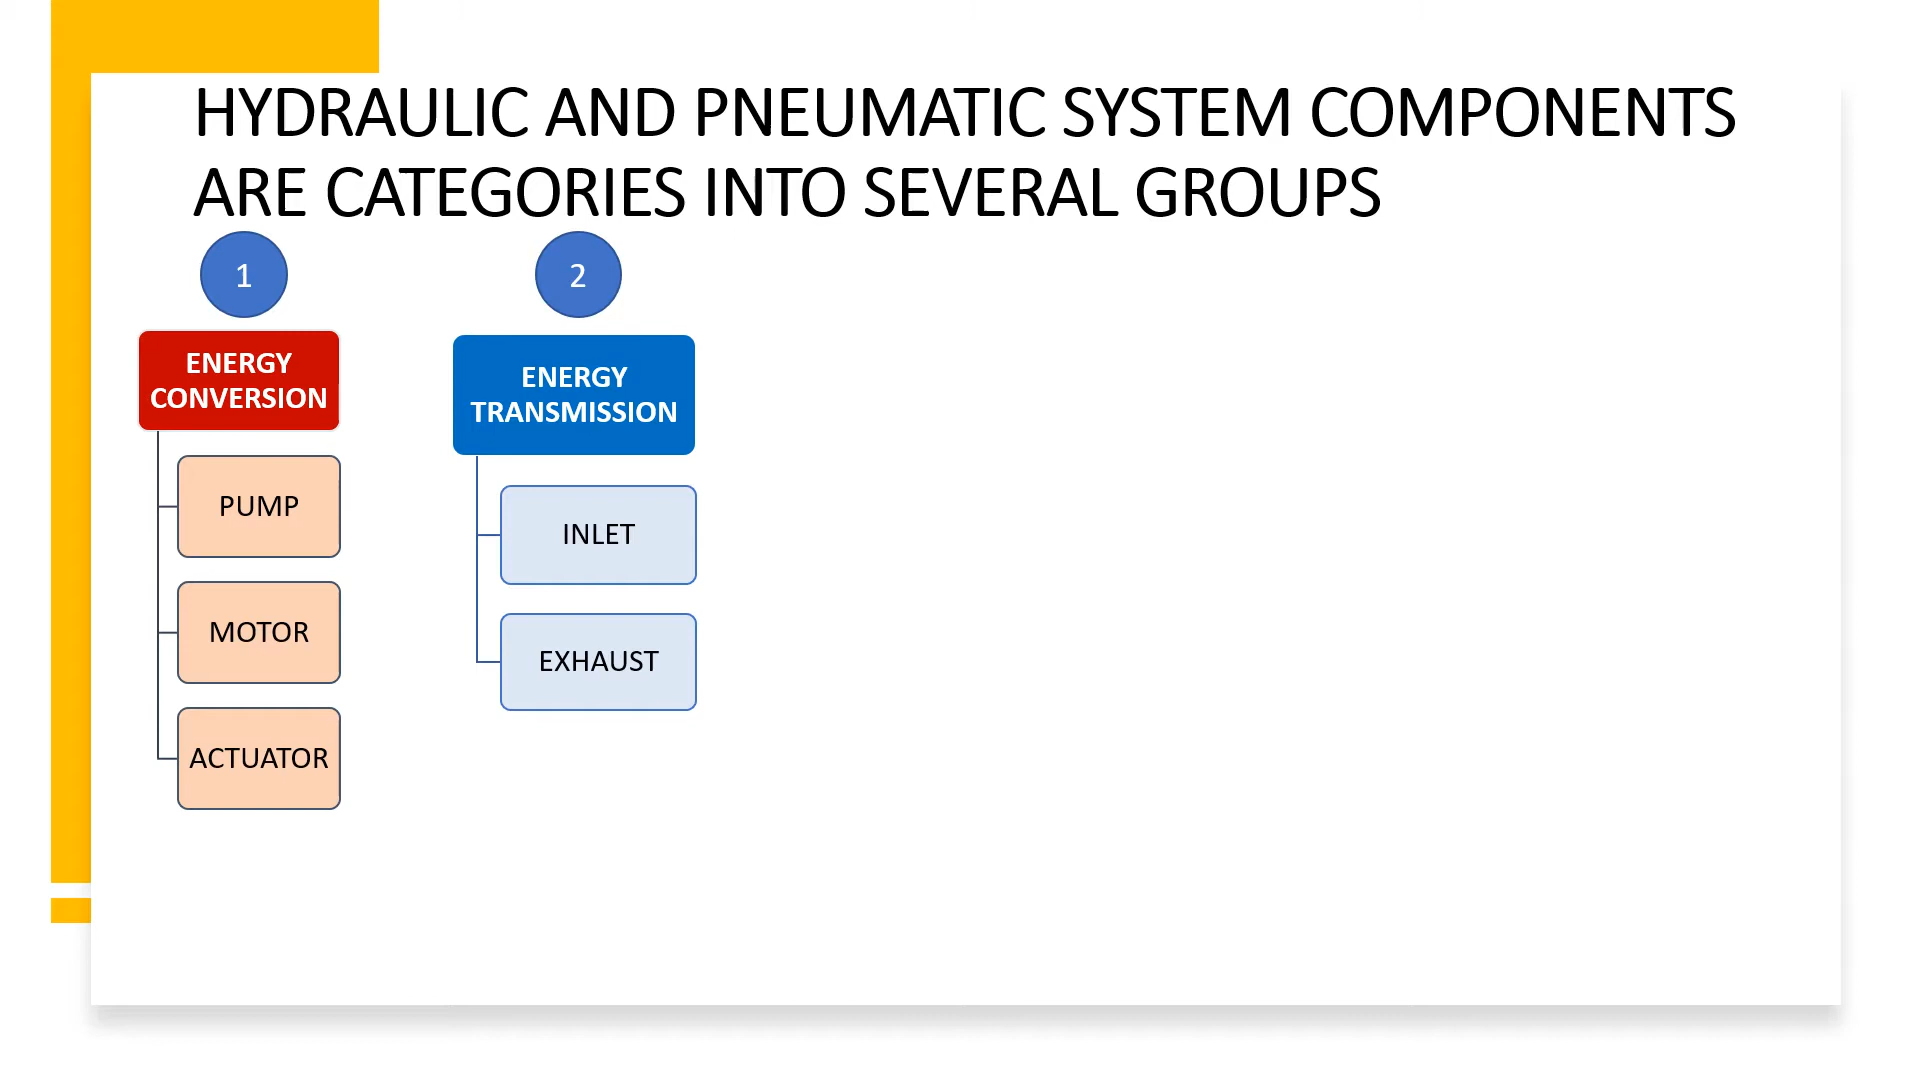 HYDRAULIC AND PNEUMATIC SYSTEM COMPONENTS
ARE CATEGORIES INTO SEVERAL GROUPS
1
ENERGY
CONVERSION
PUMP
MOTOR
ACTUATOR
2
ENERGY
TRANSMISSION
INLET
EXHAUST